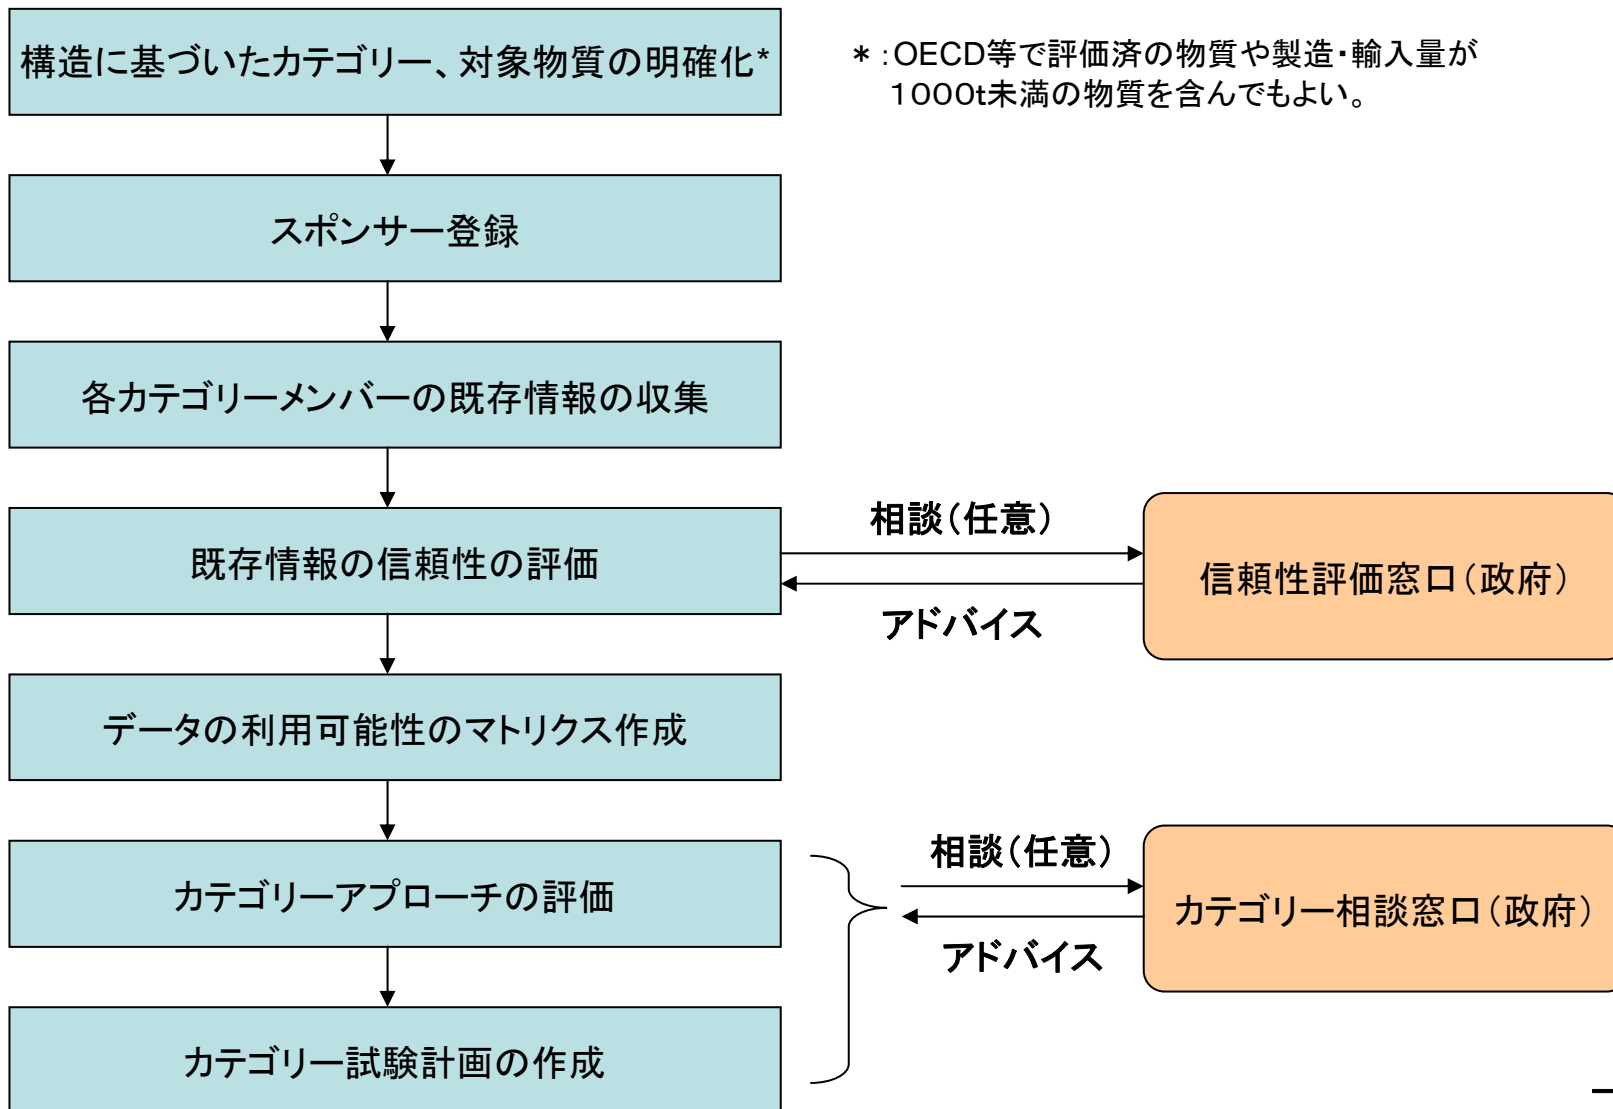 構造に基づいたカテゴリー、対象物質の明確化*
*：OECD等で評価済の物質や製造・輸入量が
１０００t未満の物質を含んでもよい。
スポンサー登録
各カテゴリーメンバーの既存情報の収集
既存情報の信頼性の評価
相談（任意）
アドバイス
信頼性評価窓口（政府）
データの利用可能性のマトリクス作成
カテゴリーアプローチの評価
相談（任意）
アドバイス
カテゴリー相談窓口（政府）
カテゴリー試験計画の作成